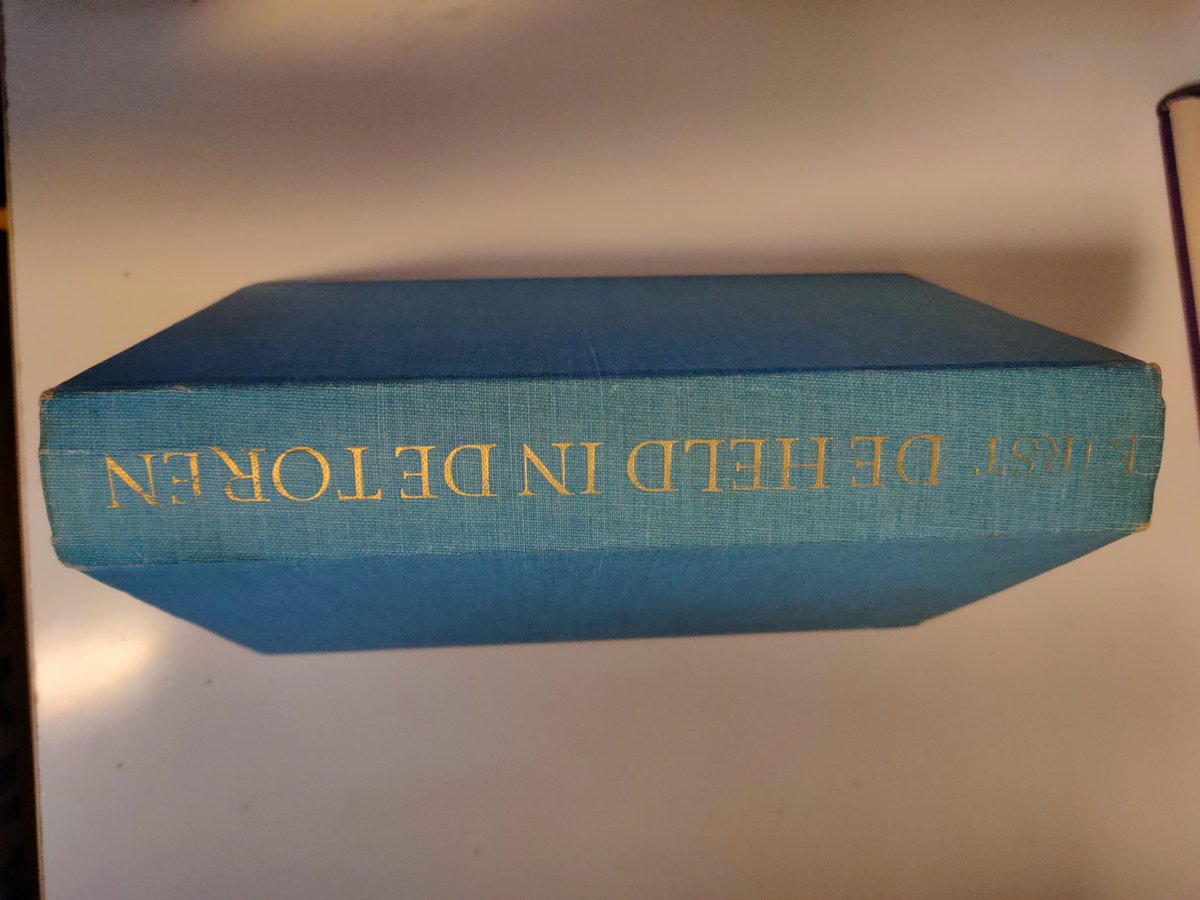 KIRST DE HELD IN DE TOREN